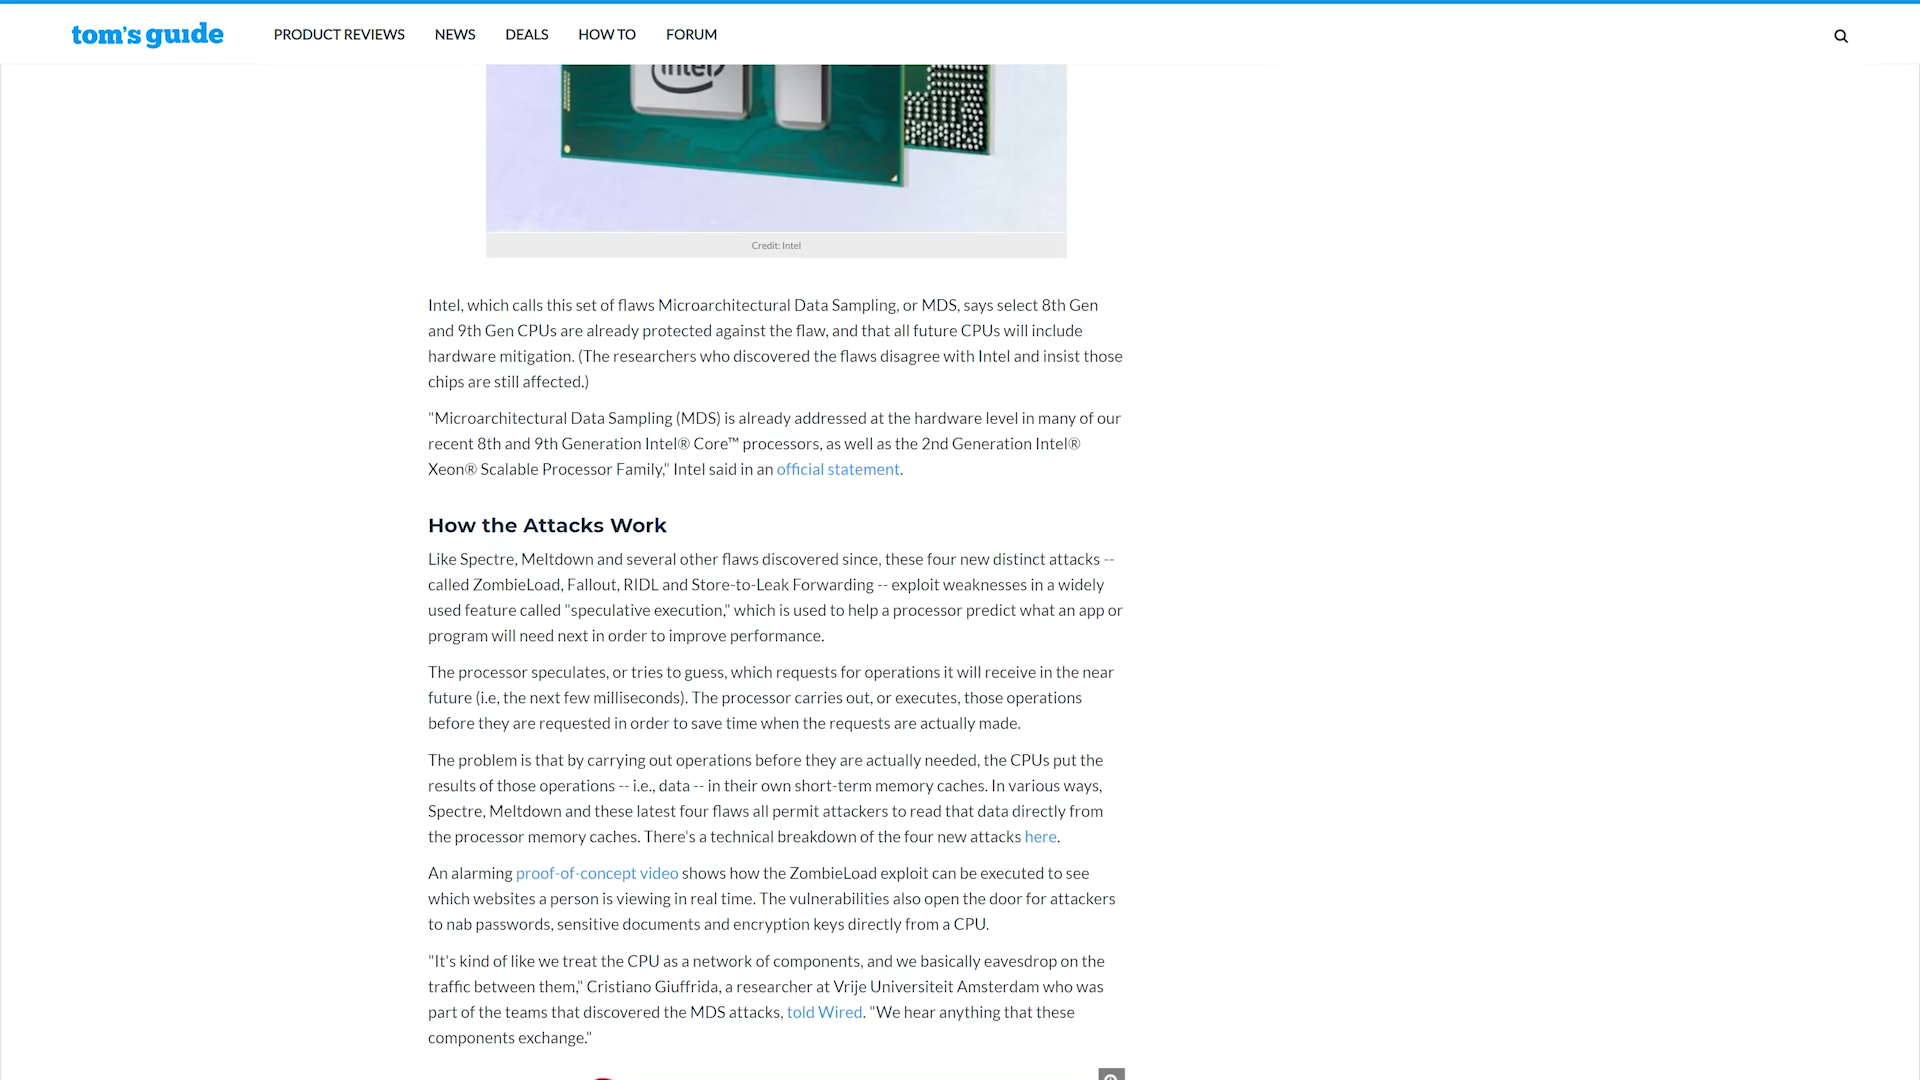 tom's guide PRODUCT REVIEWS NEWS DEALS HOW TO FORUM
intel
Credit: Intel
Intel, which calls this set of flaws Microarchitectural Data Sampling, or MDS, says select 8th Gen
and 9th Gen CPUs are already protected against the flaw, and that all future CPUs will include
hardware mitigation. (The researchers who discovered the flaws disagree with Intel and insist those
chips are still affected.)
"Microarchitectural Data Sampling (MDS) is already addressed at the hardware level in many of our
recent 8th and 9th Generation Intel® Core™ processors, as well as the 2nd Generation Intel®
Xeon® Scalable Processor Family," Intel said in an official statement.
How the Attacks Work
Like Spectre, Meltdown and several other flaws discovered since, these four new distinct attacks --
called ZombieLoad, Fallout, RIDL and Store-to-Leak Forwarding -- exploit weaknesses in a widely
used feature called "speculative execution," which is used to help a processor predict what an app or
program will need next in order to improve performance.
The processor speculates, or tries to guess, which requests for operations it will receive in the near
future (i.e, the next few milliseconds). The processor carries out, or executes, those operations
before they are requested in order to save time when the requests are actually made.
The problem is that by carrying out operations before they are actually needed, the CPUs put the
results of those operations -- i.e., data -- in their own short-term memory caches. In various ways,
Spectre, Meltdown and these latest four flaws all permit attackers to read that data directly from
the processor memory caches. There's a technical breakdown of the four new attacks here.
An alarming proof-of-concept video shows how the ZombieLoad exploit can be executed to see
which websites a person is viewing in real time. The vulnerabilities also open the door for attackers
to nab passwords, sensitive documents and encryption keys directly from a CPU.
"It's kind of like we treat the CPU as a network of components, and we basically eavesdrop on the
traffic between them," Cristiano Giuffrida, a researcher at Vrije Universiteit Amsterdam who was
part of the teams that discovered the MDS attacks, told Wired. "We hear anything that these
components exchange."